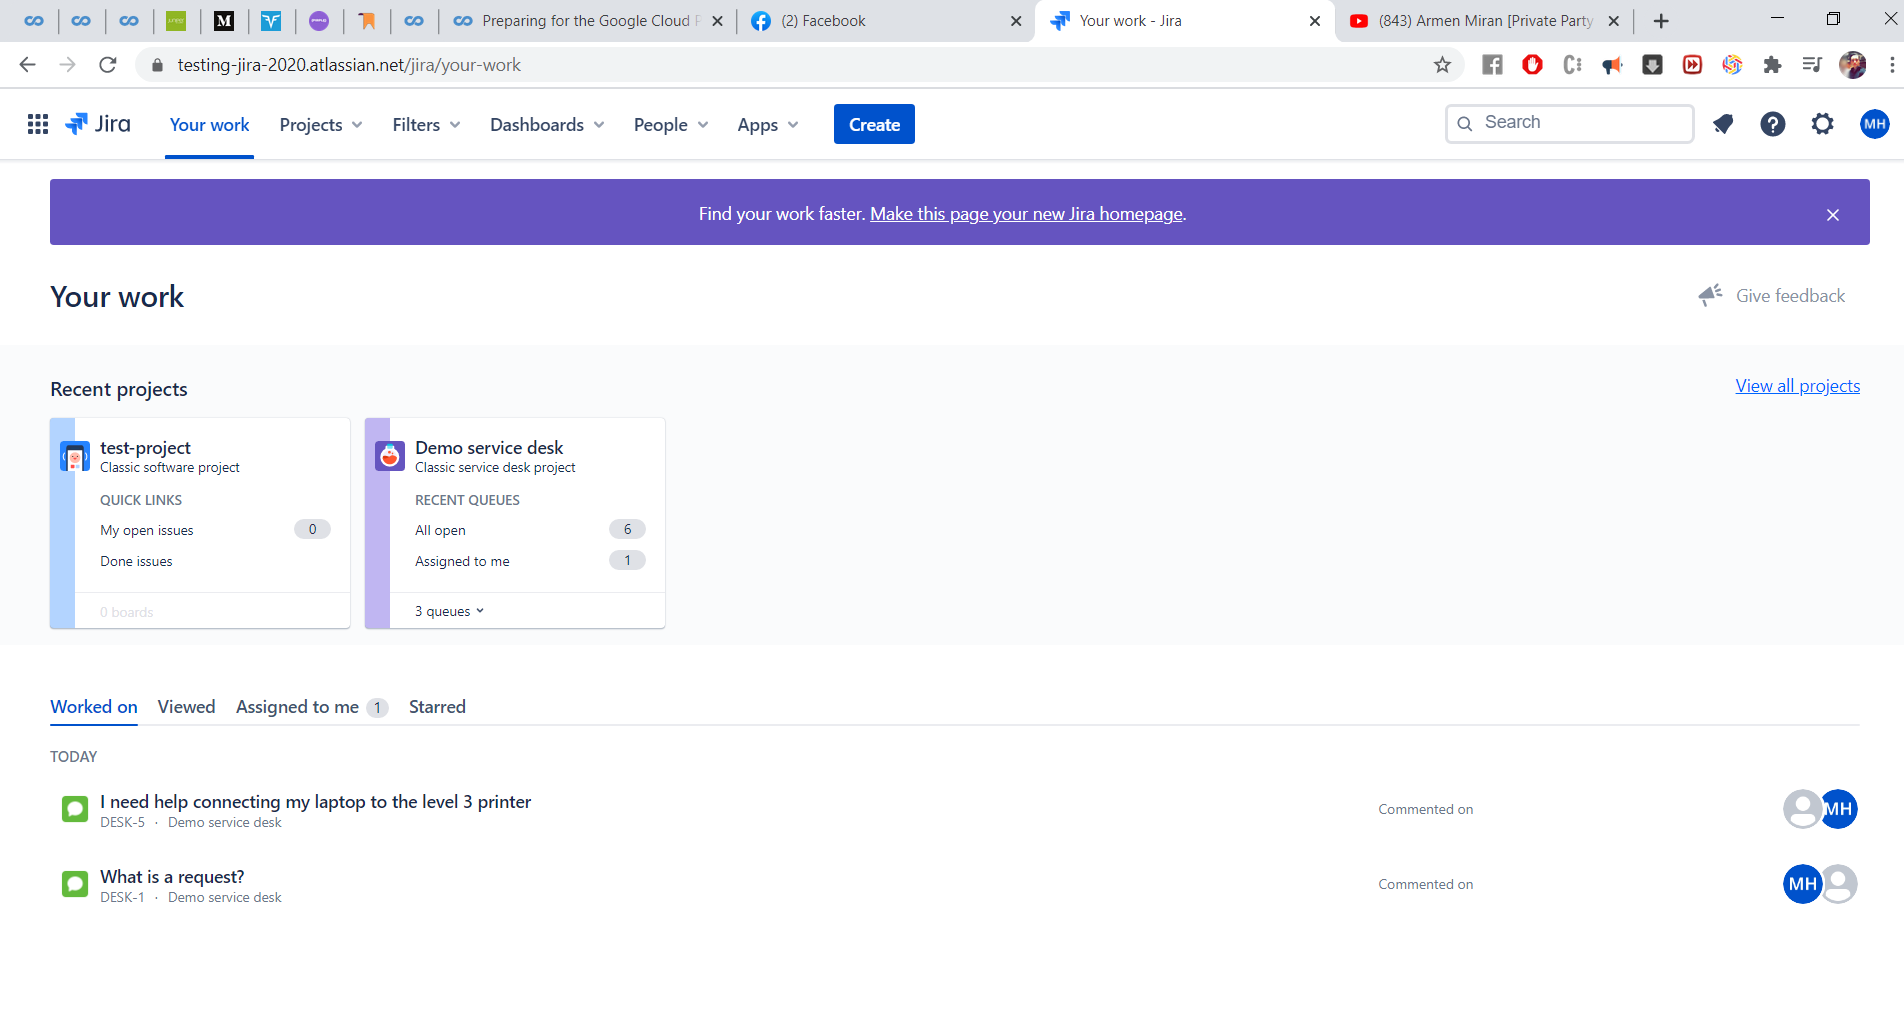 Preparing for the Google Cloud P
(2) Facebook
Your work - Jira
(843) Armen Miran [Private Party
testing-jira-2020.atlassian.net/jira/your-work
Jira
Your work
Projects
Filters
Dashboards
People
Apps
Create
Search
MH
Find your work faster. Make this page your new Jira homepage.
Your work
Give feedback
Recent projects
View all projects
test-project
Classic software project
QUICK LINKS
My open issues 0
Done issues
0 boards
Demo service desk
Classic service desk project
RECENT QUEUES
All open 6
Assigned to me 1
3 queues
Worked on Viewed Assigned to me 1 Starred
TODAY
I need help connecting my laptop to the level 3 printer
DESK-5 · Demo service desk
Commented on
MH
What is a request?
DESK-1 · Demo service desk
Commented on
MH